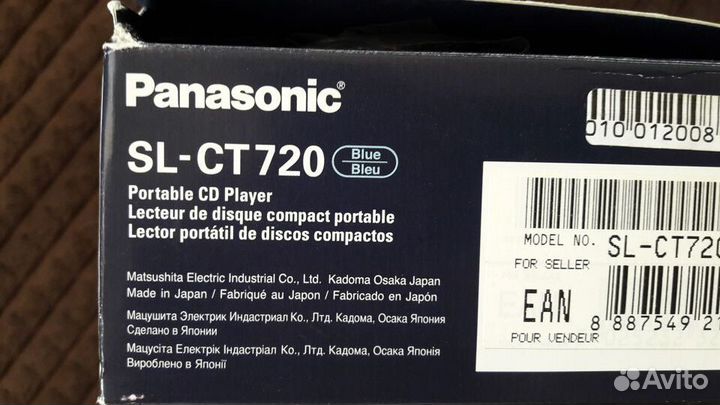 Panasonic®
SL-CT720 Blue
Bleu
Portable CD Player
Lecteur de disque compact portable
Lector portátil de discos compactos
Matsushita Electric Industrial Co., Ltd. Kadoma Osaka Japan
Made in Japan / Fabriqué au Japon / Fabricado en Japón
Мацушита Электрик Индастриал Ко., Лтд. Кадома, Осака Япония
Сделано в Японии
Мацусіта Електрік Індастріал Ко., Лтд. Кадома, Осака, Японія
Вироблено в Японії
010 012008
MODEL NO. SL-CT720
FOR SELLER
EAN
8 887549 21
POUR VENDEUR
Avito